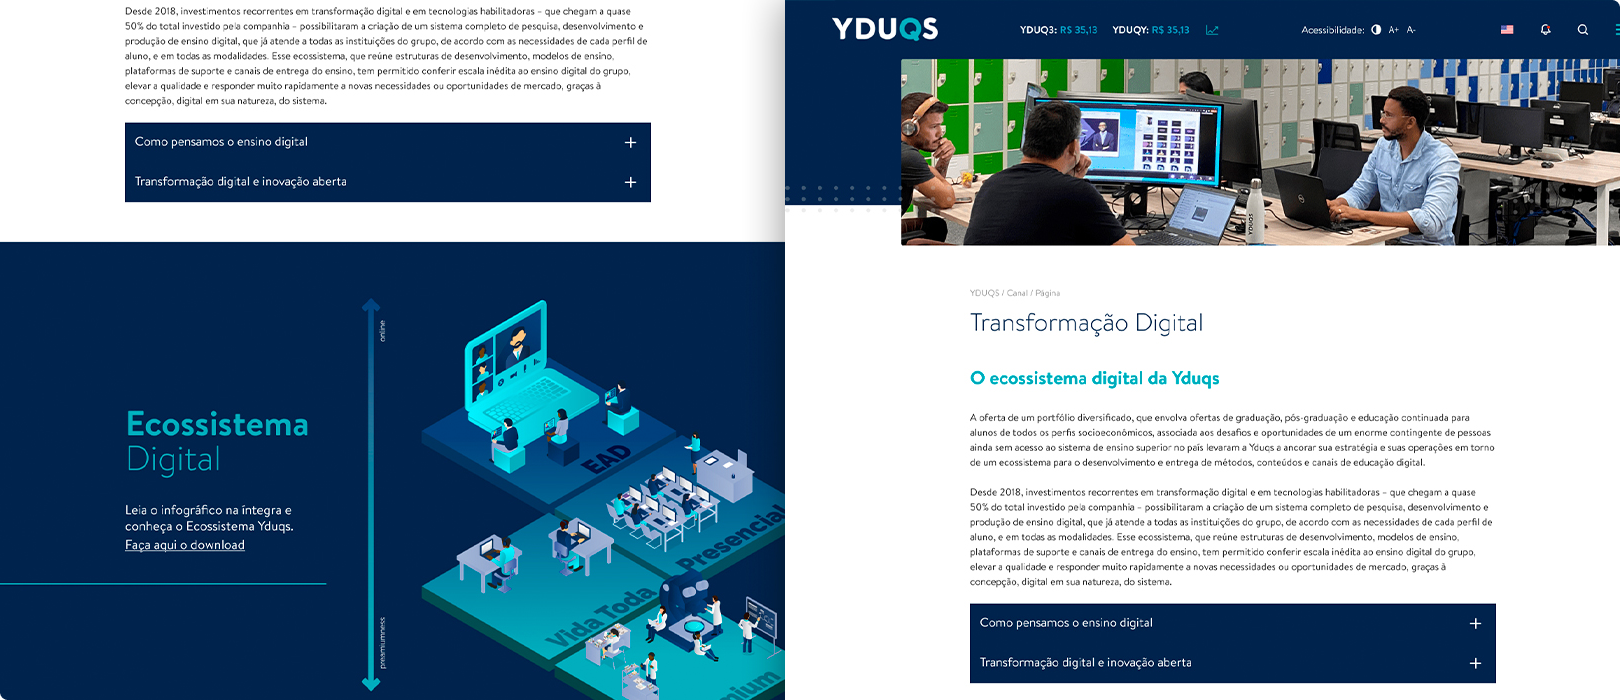 Desde 2018, investimentos recorrentes em transformação digital e em tecnologias habilitadoras – que chegam a quase
50% do total investido pela companhia – possibilitaram a criação de um sistema completo de pesquisa, desenvolvimento e
produção de ensino digital, que já atende a todas as instituições do grupo, de acordo com as necessidades de cada perfil de
aluno, e em todas as modalidades. Esse ecossistema, que reúne estruturas de desenvolvimento, modelos de ensino,
plataformas de suporte e canais de entrega do ensino, tem permitido conferir escala inédita ao ensino digital do grupo,
elevar a qualidade e responder muito rapidamente a novas necessidades ou oportunidades de mercado, graças à
concepção, digital em sua natureza, do sistema.
Como pensamos o ensino digital
Transformação digital e inovação aberta
Ecossistema
Digital
Leia o infográfico na íntegra e
conheça o Ecossistema Yduqs.
Faça aqui o download
online
preamiumness
EAD
Presencial
Vida Toda
mium
YDUQS
YDUQ3: R$ 35,13 YDUQY: R$ 35,13
Acessibilidade: A+ A-
YDUQS
YDUQS / Canal / Página
Transformação Digital
O ecossistema digital da Yduqs
A oferta de um portfólio diversificado, que envolva ofertas de graduação, pós-graduação e educação continuada para
alunos de todos os perfis socioeconômicos, associada aos desafios e oportunidades de um enorme contingente de pessoas
ainda sem acesso ao sistema de ensino superior no país levaram a Yduqs a ancorar sua estratégia e suas operações em torno
de um ecossistema para o desenvolvimento e entrega de métodos, conteúdos e canais de educação digital.
Desde 2018, investimentos recorrentes em transformação digital e em tecnologias habilitadoras – que chegam a quase
50% do total investido pela companhia – possibilitaram a criação de um sistema completo de pesquisa, desenvolvimento e
produção de ensino digital, que já atende a todas as instituições do grupo, de acordo com as necessidades de cada perfil de
aluno, e em todas as modalidades. Esse ecossistema, que reúne estruturas de desenvolvimento, modelos de ensino,
plataformas de suporte e canais de entrega do ensino, tem permitido conferir escala inédita ao ensino digital do grupo,
elevar a qualidade e responder muito rapidamente a novas necessidades ou oportunidades de mercado, graças à
concepção, digital em sua natureza, do sistema.
Como pensamos o ensino digital
Transformação digital e inovação aberta